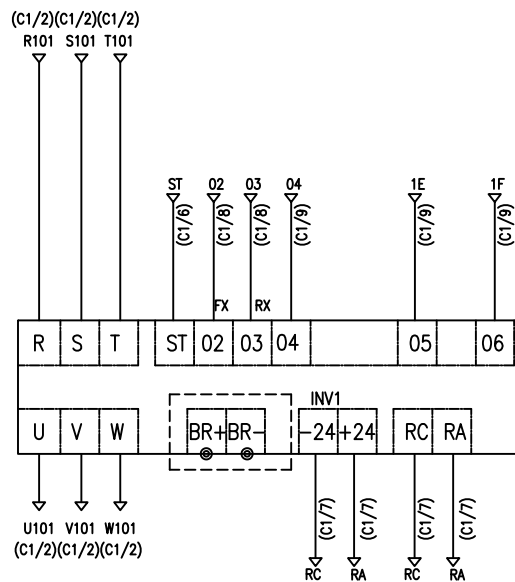 (C1/2)(C1/2)(C1/2)
R101 S101 T101
ST 02 03 04 1E 1F
(C1/6) (C1/8) (C1/8) (C1/9) (C1/9) (C1/9)
FX RX
R S T ST 02 03 04 05 06
INV1
U V W BR+ BR- -24 +24 RC RA
U101 V101 W101
(C1/2)(C1/2)(C1/2)
(C1/7) (C1/7) (C1/7) (C1/7)
RC RA RC RA